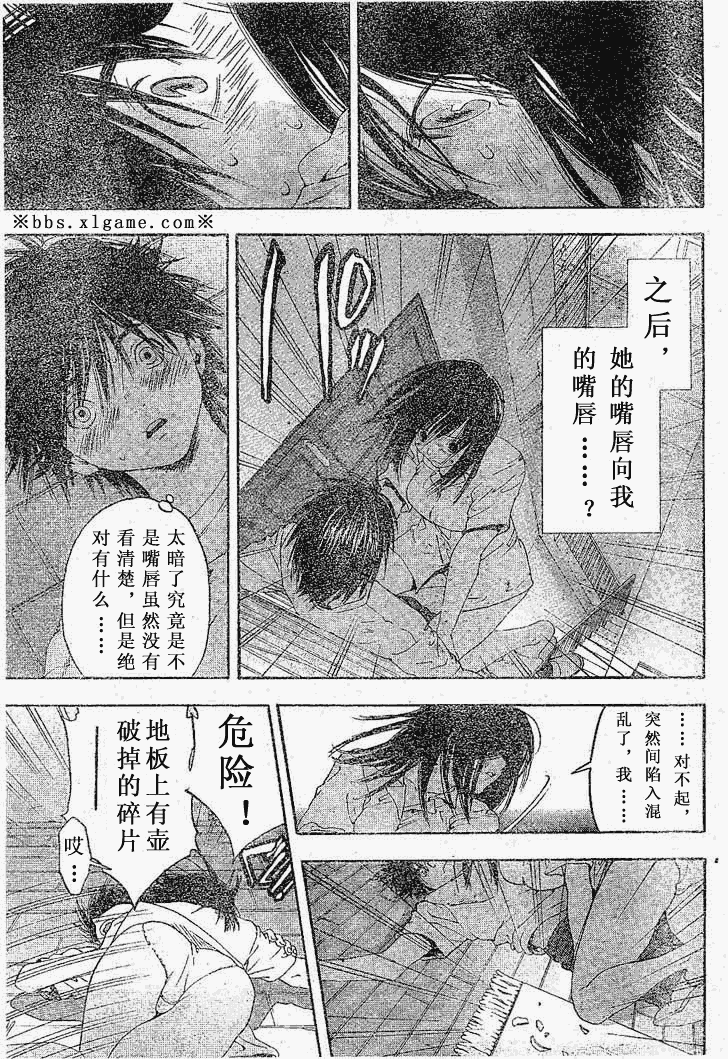 ※bbs.xlgame.com※
之后，
她的嘴唇向我
的嘴唇……？
太暗了究竟是不
是嘴唇虽然没有
看清楚，但是绝
对有什么……
……对不起，
突然间陷入混
乱了，我……
危险！
地板上有壶
破掉的碎片
哎…